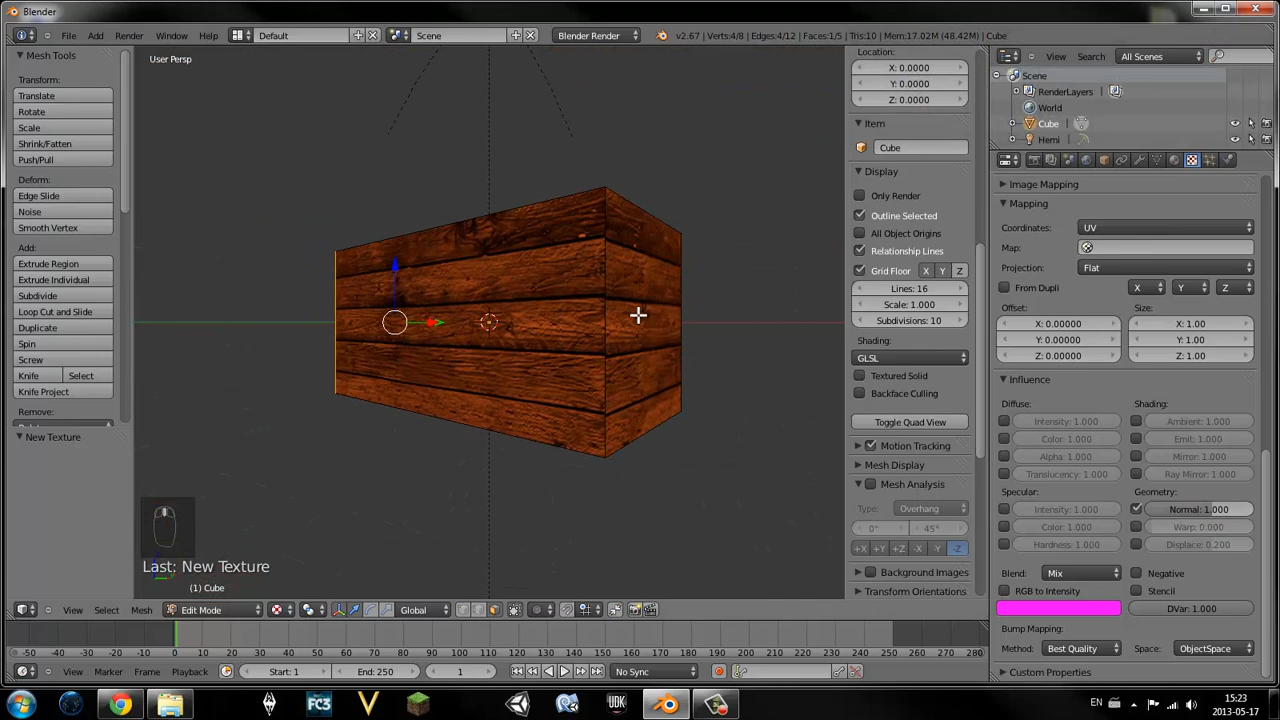 Blender
File Add Render Window Help Default Scene Blender Render v2.67 | Verts:4/8 | Edges:4/12 | Faces:1/5 | Tris:10 | Mem:17.02M (48.42M) | Cube
View Search All Scenes
Mesh Tools
Transform:
Translate
Rotate
Scale
Shrink/Fatten
Push/Pull
Deform:
Edge Slide
Noise
Smooth Vertex
Add:
Extrude Region
Extrude Individual
Subdivide
Loop Cut and Slide
Duplicate
Spin
Screw
Knife Select
Knife Project
Remove:
New Texture
User Persp
Last: New Texture
(1) Cube
Location:
X: 0.0000
Y: 0.0000
Z: 0.0000
Item
Cube
Display
Only Render
Outline Selected
All Object Origins
Relationship Lines
Grid Floor X Y Z
Lines: 16
Scale: 1.000
Subdivisions: 10
Shading:
GLSL
Textured Solid
Backface Culling
Toggle Quad View
Motion Tracking
Mesh Display
Mesh Analysis
Type: Overhang
0° 45°
+X +Y +Z -X -Y -Z
Background Images
Transform Orientations
Scene
RenderLayers
World
Cube
Hemi
Image Mapping
Mapping
Coordinates: UV
Map:
Projection: Flat
From Dupli X Y Z
Offset: Size:
X: 0.00000 X: 1.00
Y: 0.00000 Y: 1.00
Z: 0.00000 Z: 1.00
Influence
Diffuse: Shading:
Intensity: 1.000 Ambient: 1.000
Color: 1.000 Emit: 1.000
Alpha: 1.000 Mirror: 1.000
Translucency: 1.000 Ray Mirror: 1.000
Specular: Geometry:
Intensity: 1.000 Normal: 1.000
Color: 1.000 Warp: 0.000
Hardness: 1.000 Displace: 0.200
Blend: Mix Negative
RGB to Intensity Stencil
DVar: 1.000
Bump Mapping:
Method: Best Quality Space: ObjectSpace
Custom Properties
View Select Mesh Edit Mode Global
-50 -40 -30 -20 -10 0 10 20 30 40 50 60 70 80 90 100 110 120 130 140 150 160 170 180 190 200 210 220 230 240 250 260 270 280
View Marker Frame Playback Start: 1 End: 250 1 No Sync
FC3 UDK EN 15:23
2013-05-17